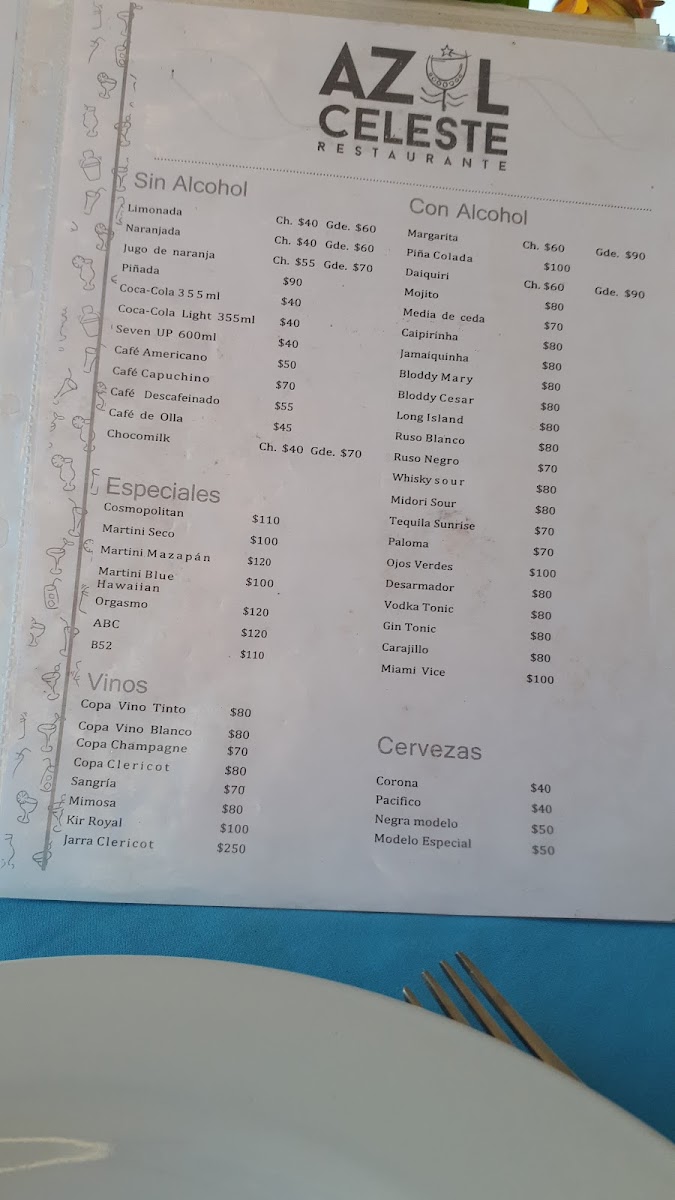 AZUL
CELESTE
RESTAURANTE
Sin Alcohol
Limonada Ch. $40 Gde. $60
Naranjada Ch. $40 Gde. $60
Jugo de naranja Ch. $55 Gde. $70
Piñada $90
Coca-Cola 355ml $40
Coca-Cola Light 355ml $40
Seven UP 600ml $40
Café Americano $50
Café Capuchino $70
Café Descafeinado $55
Café de Olla $45
Chocomilk Ch. $40 Gde. $70
Especiales
Cosmopolitan $110
Martini Seco $100
Martini Mazapán $120
Martini Blue
Hawaiian $100
Orgasmo $120
ABC $120
B52 $110
Vinos
Copa Vino Tinto $80
Copa Vino Blanco $80
Copa Champagne $70
Copa Clericot $80
Sangría $70
Mimosa $80
Kir Royal $100
Jarra Clericot $250
Con Alcohol
Margarita Ch. $60 Gde. $90
Piña Colada $100
Daiquiri Ch. $60 Gde. $90
Mojito $80
Media de ceda $70
Caipirinha $80
Jamaiquinha $80
Bloddy Mary $80
Bloddy Cesar $80
Long Island $80
Ruso Blanco $80
Ruso Negro $70
Whisky sour $80
Midori Sour $80
Tequila Sunrise $70
Paloma $70
Ojos Verdes $100
Desarmador $80
Vodka Tonic $80
Gin Tonic $80
Carajillo $80
Miami Vice $100
Cervezas
Corona $40
Pacifico $40
Negra modelo $50
Modelo Especial $50